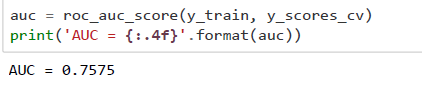 auc = roc_auc_score(y_train, y_scores_cv)
print('AUC = {:.4f}'.format(auc))
AUC = 0.7575